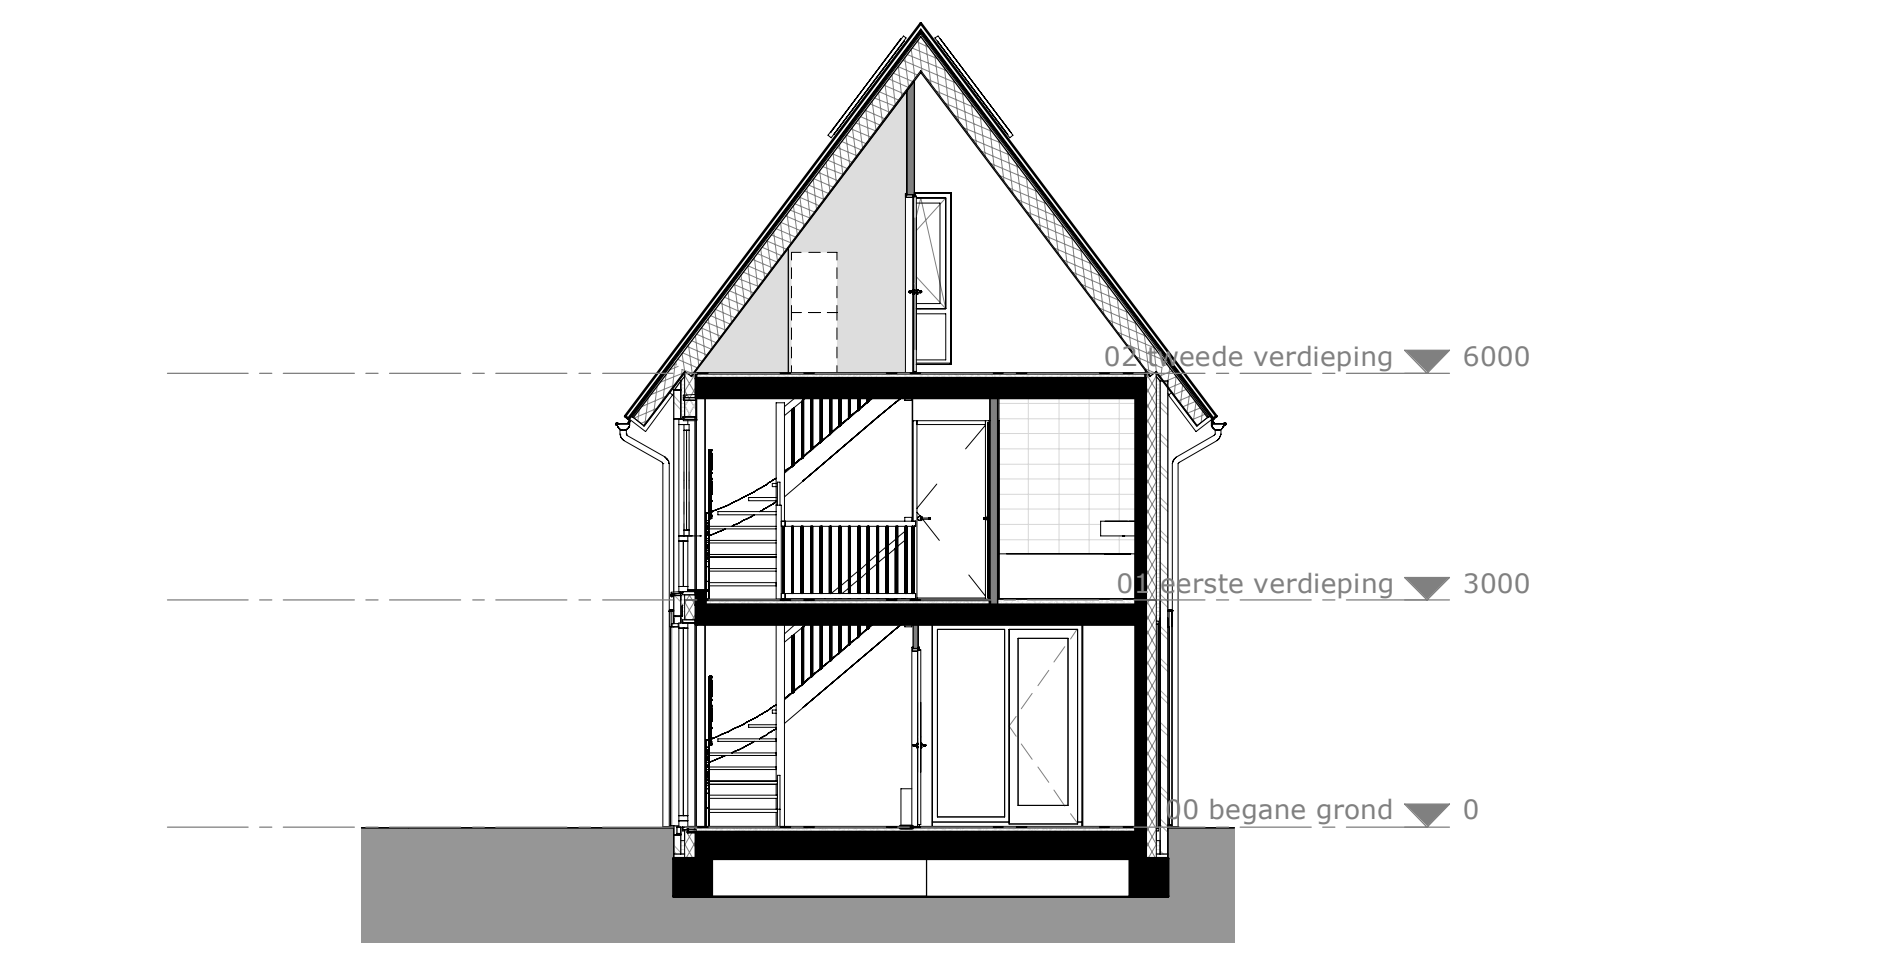 02 tweede verdieping 6000
01 eerste verdieping 3000
00 begane grond 0